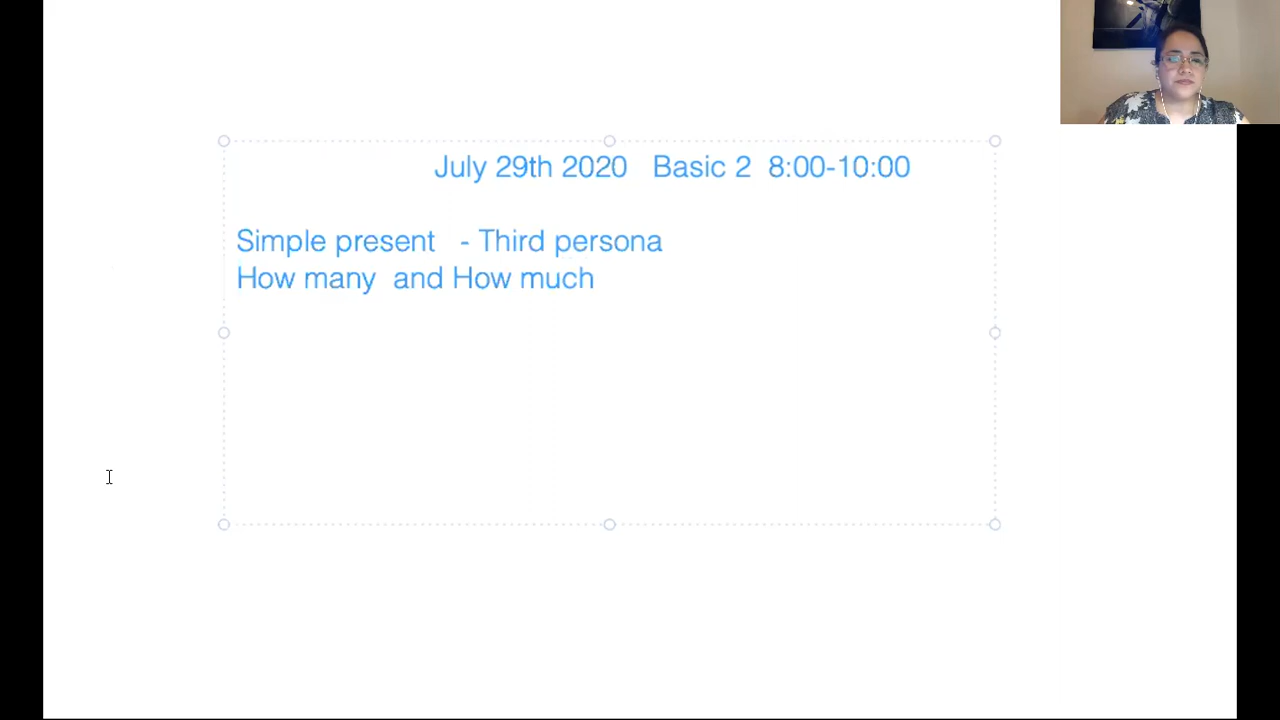 July 29th 2020 Basic 2 8:00-10:00
Simple present - Third persona
How many and How much